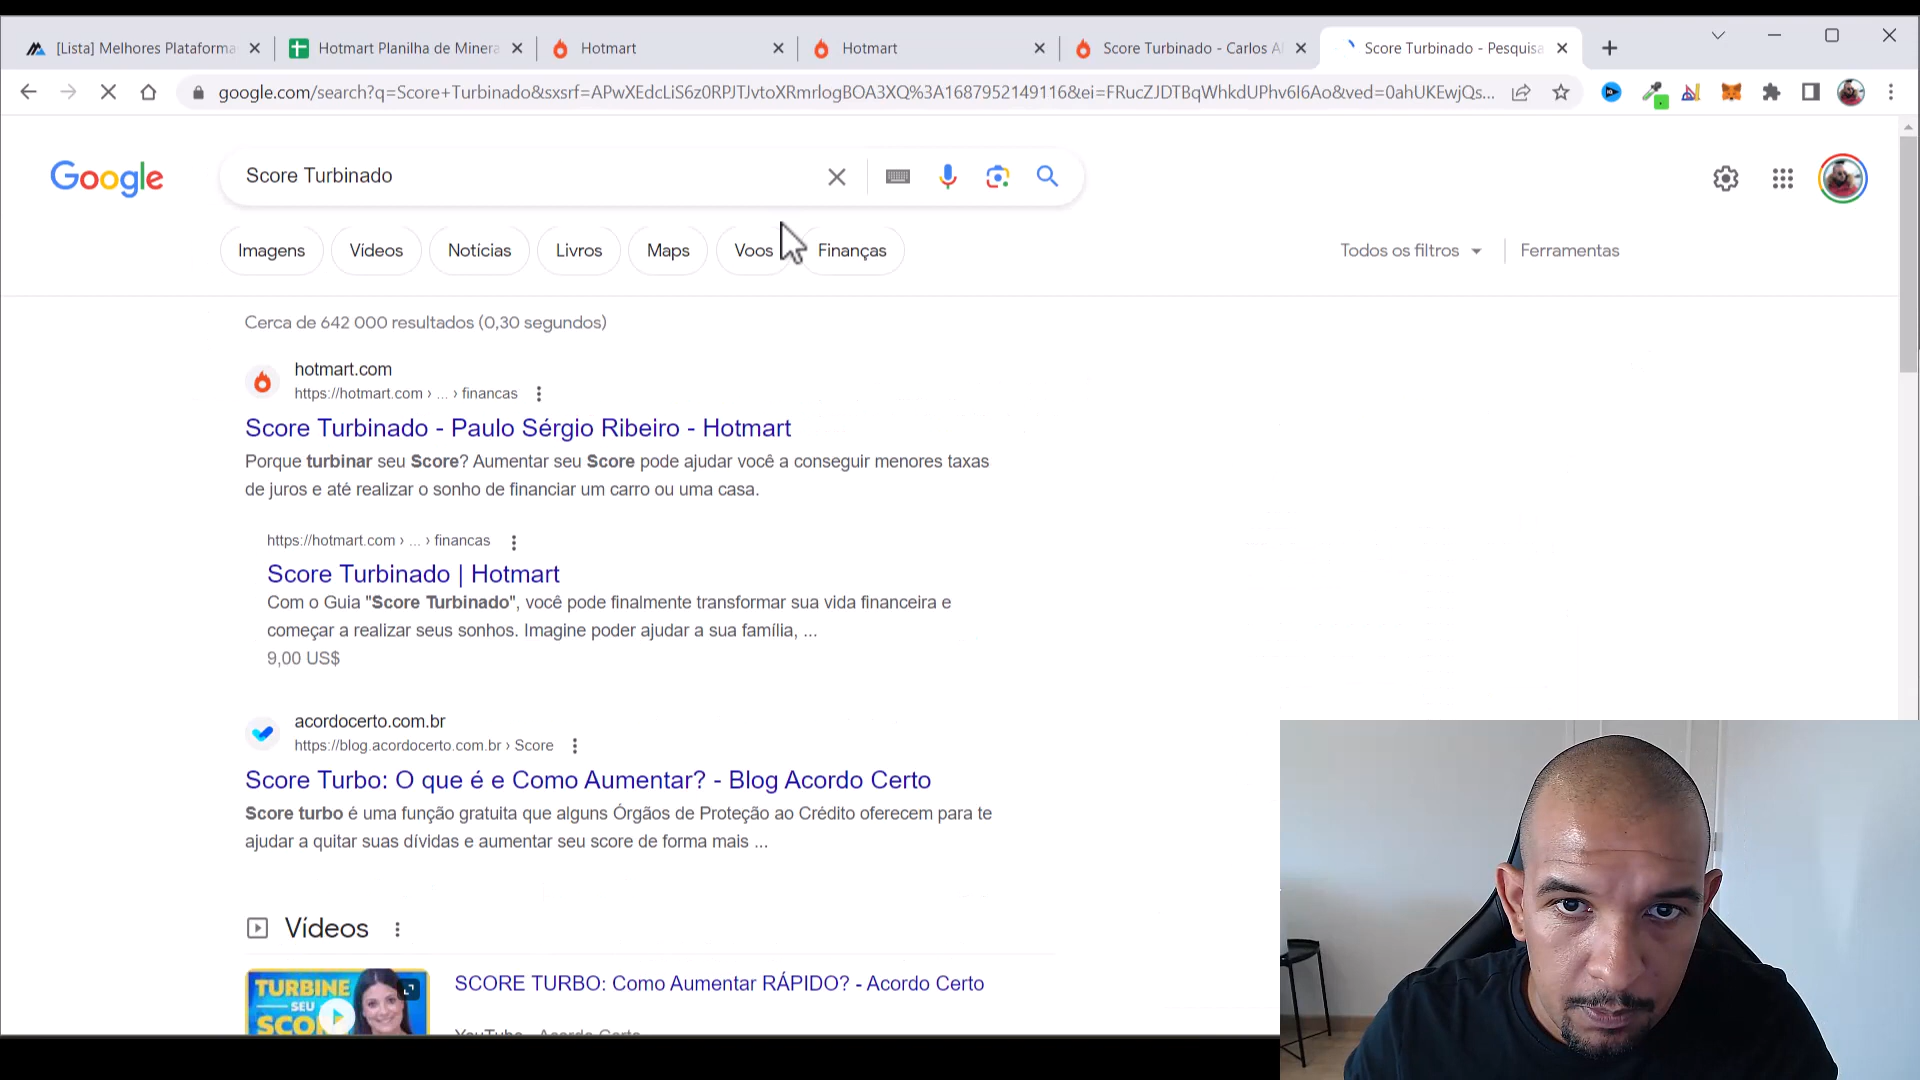 [Lista] Melhores Plataforma
Hotmart Planilha de Minera
Hotmart
Hotmart
Score Turbinado - Carlos A
Score Turbinado - Pesquisa
google.com/search?q=Score+Turbinado&sxsrf=APwXEdcLiS6z0RPJTJvtoXRmrlogBOA3XQ%3A1687952149116&ei=FRucZJDTBqWhkdUPhv6I6Ao&ved=0ahUKEwjQs...
Google
Score Turbinado
Imagens
Vídeos
Notícias
Livros
Maps
Voos
Finanças
Todos os filtros
Ferramentas
Cerca de 642 000 resultados (0,30 segundos)
hotmart.com
https://hotmart.com › ... › financas
Score Turbinado - Paulo Sérgio Ribeiro - Hotmart
Porque turbinar seu Score? Aumentar seu Score pode ajudar você a conseguir menores taxas
de juros e até realizar o sonho de financiar um carro ou uma casa.
https://hotmart.com › ... › financas
Score Turbinado | Hotmart
Com o Guia "Score Turbinado", você pode finalmente transformar sua vida financeira e
começar a realizar seus sonhos. Imagine poder ajudar a sua família, ...
9,00 US$
acordocerto.com.br
https://blog.acordocerto.com.br › Score
Score Turbo: O que é e Como Aumentar? - Blog Acordo Certo
Score turbo é uma função gratuita que alguns Órgãos de Proteção ao Crédito oferecem para te
ajudar a quitar suas dívidas e aumentar seu score de forma mais ...
Vídeos
TURBINE
SEU
SCO
SCORE TURBO: Como Aumentar RÁPIDO? - Acordo Certo
YouTube · Acordo Certo